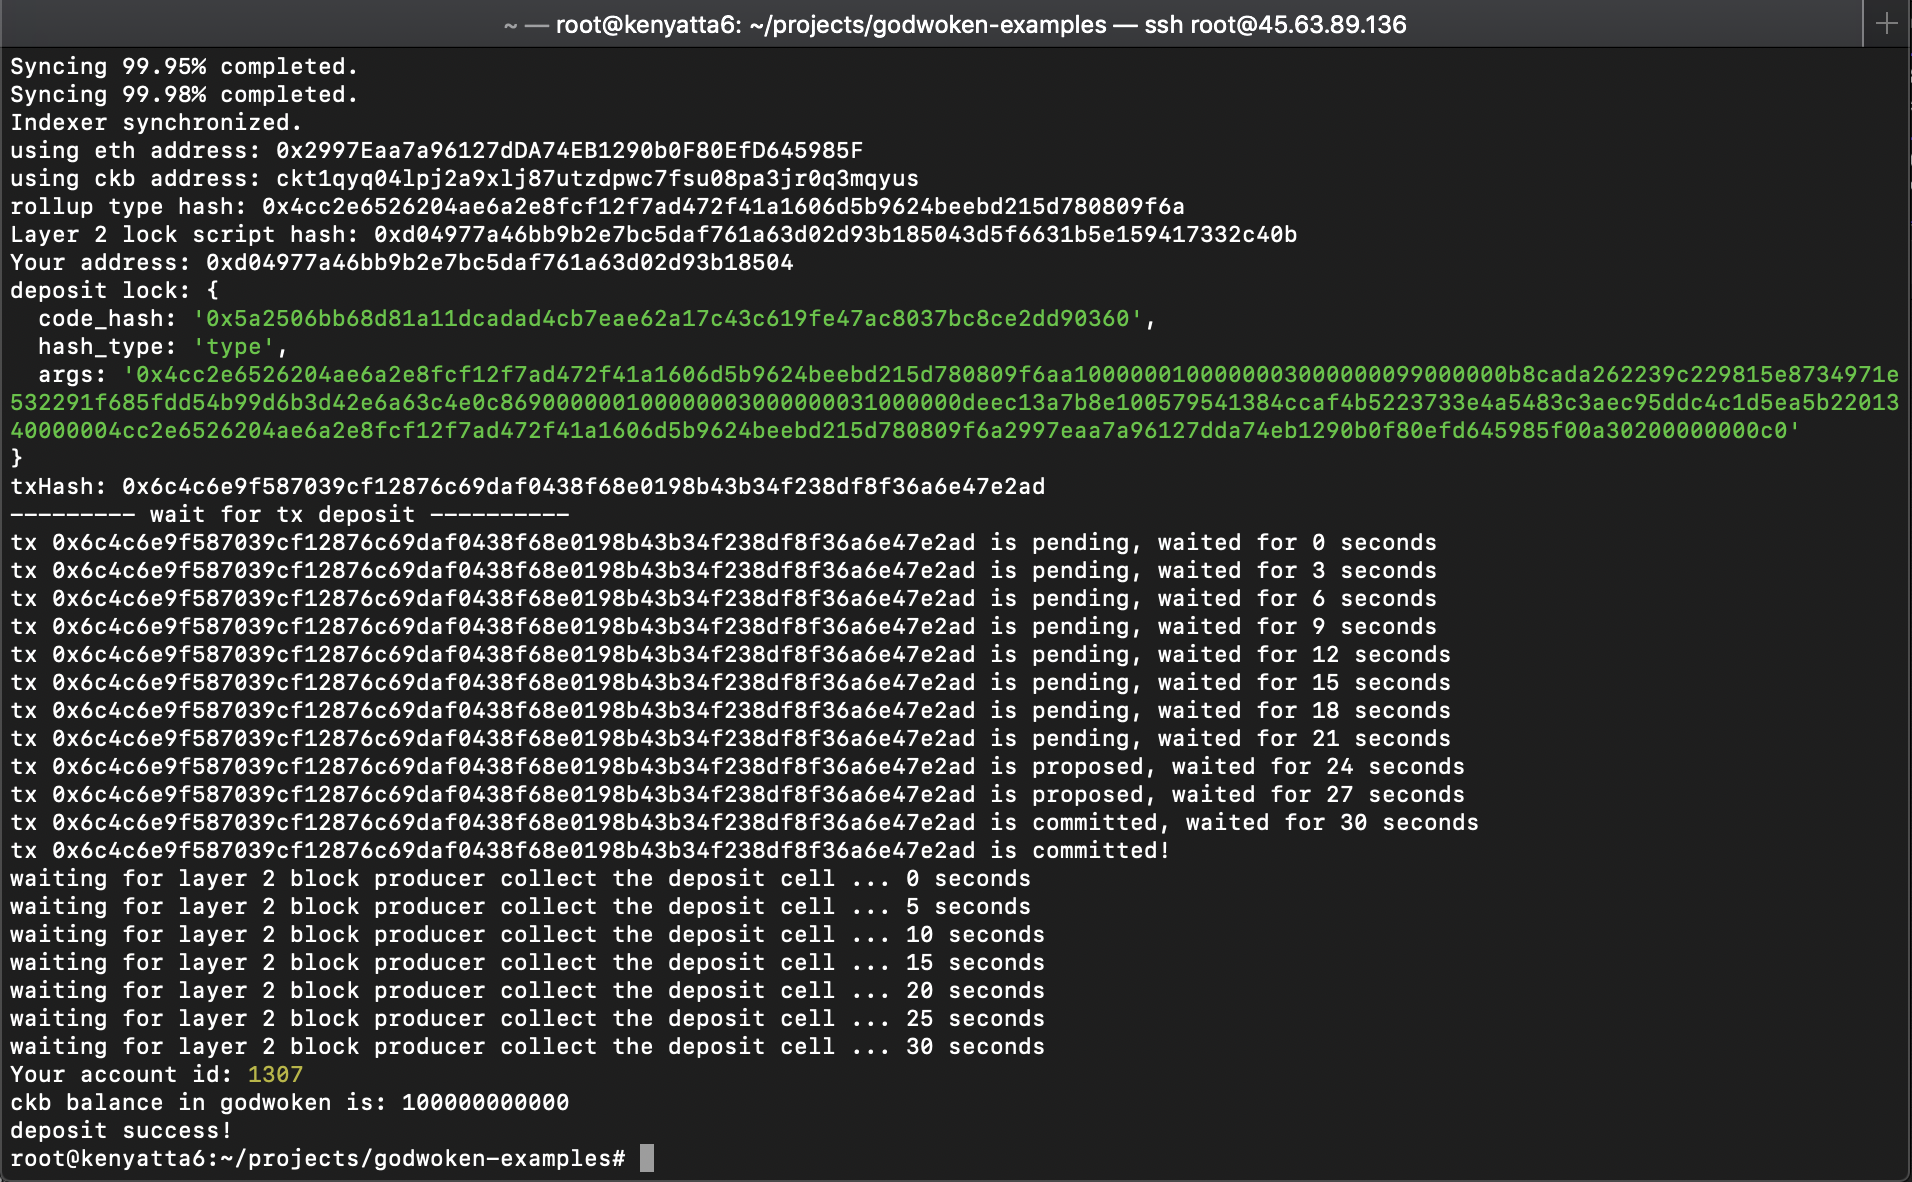 ~ — root@kenyatta6: ~/projects/godwoken-examples — ssh root@45.63.89.136
Syncing 99.95% completed.
Syncing 99.98% completed.
Indexer synchronized.
using eth address: 0x2997Eaa7a96127dDA74EB1290b0F80EfD645985F
using ckb address: ckt1qyq04lpj2a9xlj87utzdpwc7fsu08pa3jr0q3mqyus
rollup type hash: 0x4cc2e6526204ae6a2e8fcf12f7ad472f41a1606d5b9624beebd215d780809f6a
Layer 2 lock script hash: 0xd04977a46bb9b2e7bc5daf761a63d02d93b185043d5f6631b5e159417332c40b
Your address: 0xd04977a46bb9b2e7bc5daf761a63d02d93b18504
deposit lock: {
  code_hash: '0x5a2506bb68d81a11dcadad4cb7eae62a17c43c619fe47ac8037bc8ce2dd90360',
  hash_type: 'type',
  args: '0x4cc2e6526204ae6a2e8fcf12f7ad472f41a1606d5b9624beebd215d780809f6aa1000000100000003000000099000000b8cada262239c229815e8734971e
532291f685fdd54b99d6b3d42e6a63c4e0c86900000001000000030000000310000000deec13a7b8e100579541384ccaf4b5223733e4a5483c3aec95ddc4c1d5ea5b22013
40000004cc2e6526204ae6a2e8fcf12f7ad472f41a1606d5b9624beebd215d780809f6a2997eaa7a96127dda74eb1290b0f80efd645985f00a30200000000c0'
}
txHash: 0x6c4c6e9f587039cf12876c69daf0438f68e0198b43b34f238df8f36a6e47e2ad
--------- wait for tx deposit ----------
tx 0x6c4c6e9f587039cf12876c69daf0438f68e0198b43b34f238df8f36a6e47e2ad is pending, waited for 0 seconds
tx 0x6c4c6e9f587039cf12876c69daf0438f68e0198b43b34f238df8f36a6e47e2ad is pending, waited for 3 seconds
tx 0x6c4c6e9f587039cf12876c69daf0438f68e0198b43b34f238df8f36a6e47e2ad is pending, waited for 6 seconds
tx 0x6c4c6e9f587039cf12876c69daf0438f68e0198b43b34f238df8f36a6e47e2ad is pending, waited for 9 seconds
tx 0x6c4c6e9f587039cf12876c69daf0438f68e0198b43b34f238df8f36a6e47e2ad is pending, waited for 12 seconds
tx 0x6c4c6e9f587039cf12876c69daf0438f68e0198b43b34f238df8f36a6e47e2ad is pending, waited for 15 seconds
tx 0x6c4c6e9f587039cf12876c69daf0438f68e0198b43b34f238df8f36a6e47e2ad is pending, waited for 18 seconds
tx 0x6c4c6e9f587039cf12876c69daf0438f68e0198b43b34f238df8f36a6e47e2ad is pending, waited for 21 seconds
tx 0x6c4c6e9f587039cf12876c69daf0438f68e0198b43b34f238df8f36a6e47e2ad is proposed, waited for 24 seconds
tx 0x6c4c6e9f587039cf12876c69daf0438f68e0198b43b34f238df8f36a6e47e2ad is proposed, waited for 27 seconds
tx 0x6c4c6e9f587039cf12876c69daf0438f68e0198b43b34f238df8f36a6e47e2ad is committed, waited for 30 seconds
tx 0x6c4c6e9f587039cf12876c69daf0438f68e0198b43b34f238df8f36a6e47e2ad is committed!
waiting for layer 2 block producer collect the deposit cell ... 0 seconds
waiting for layer 2 block producer collect the deposit cell ... 5 seconds
waiting for layer 2 block producer collect the deposit cell ... 10 seconds
waiting for layer 2 block producer collect the deposit cell ... 15 seconds
waiting for layer 2 block producer collect the deposit cell ... 20 seconds
waiting for layer 2 block producer collect the deposit cell ... 25 seconds
waiting for layer 2 block producer collect the deposit cell ... 30 seconds
Your account id: 1307
ckb balance in godwoken is: 100000000000
deposit success!
root@kenyatta6:~/projects/godwoken-examples#